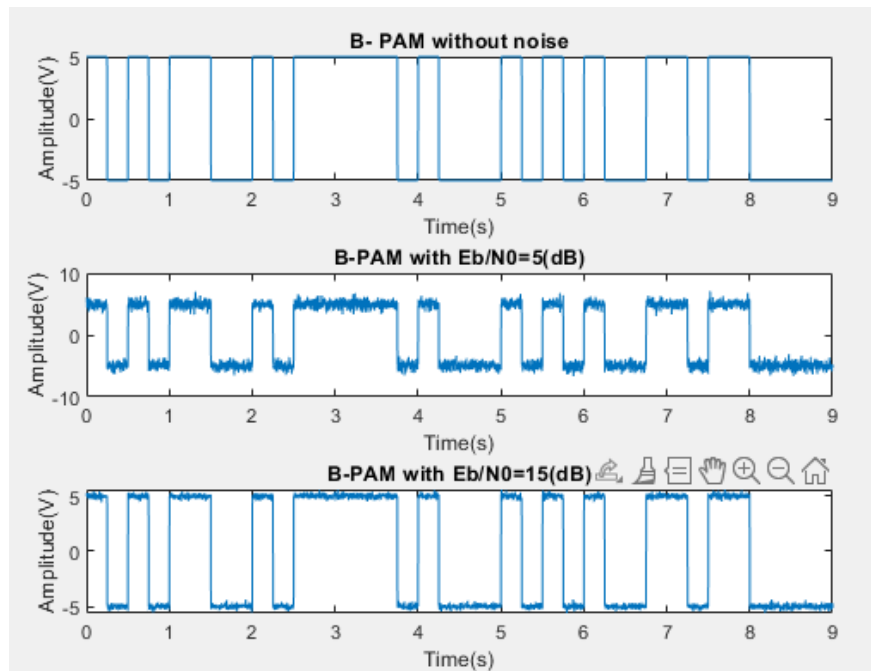 B- PAM without noise
Amplitude(V)
5
0
-5
0 1 2 3 4 5 6 7 8 9
Time(s)
B-PAM with Eb/N0=5(dB)
Amplitude(V)
10
0
-10
0 1 2 3 4 5 6 7 8 9
Time(s)
B-PAM with Eb/N0=15(dB)
Amplitude(V)
5
0
-5
0 1 2 3 4 5 6 7 8 9
Time(s)